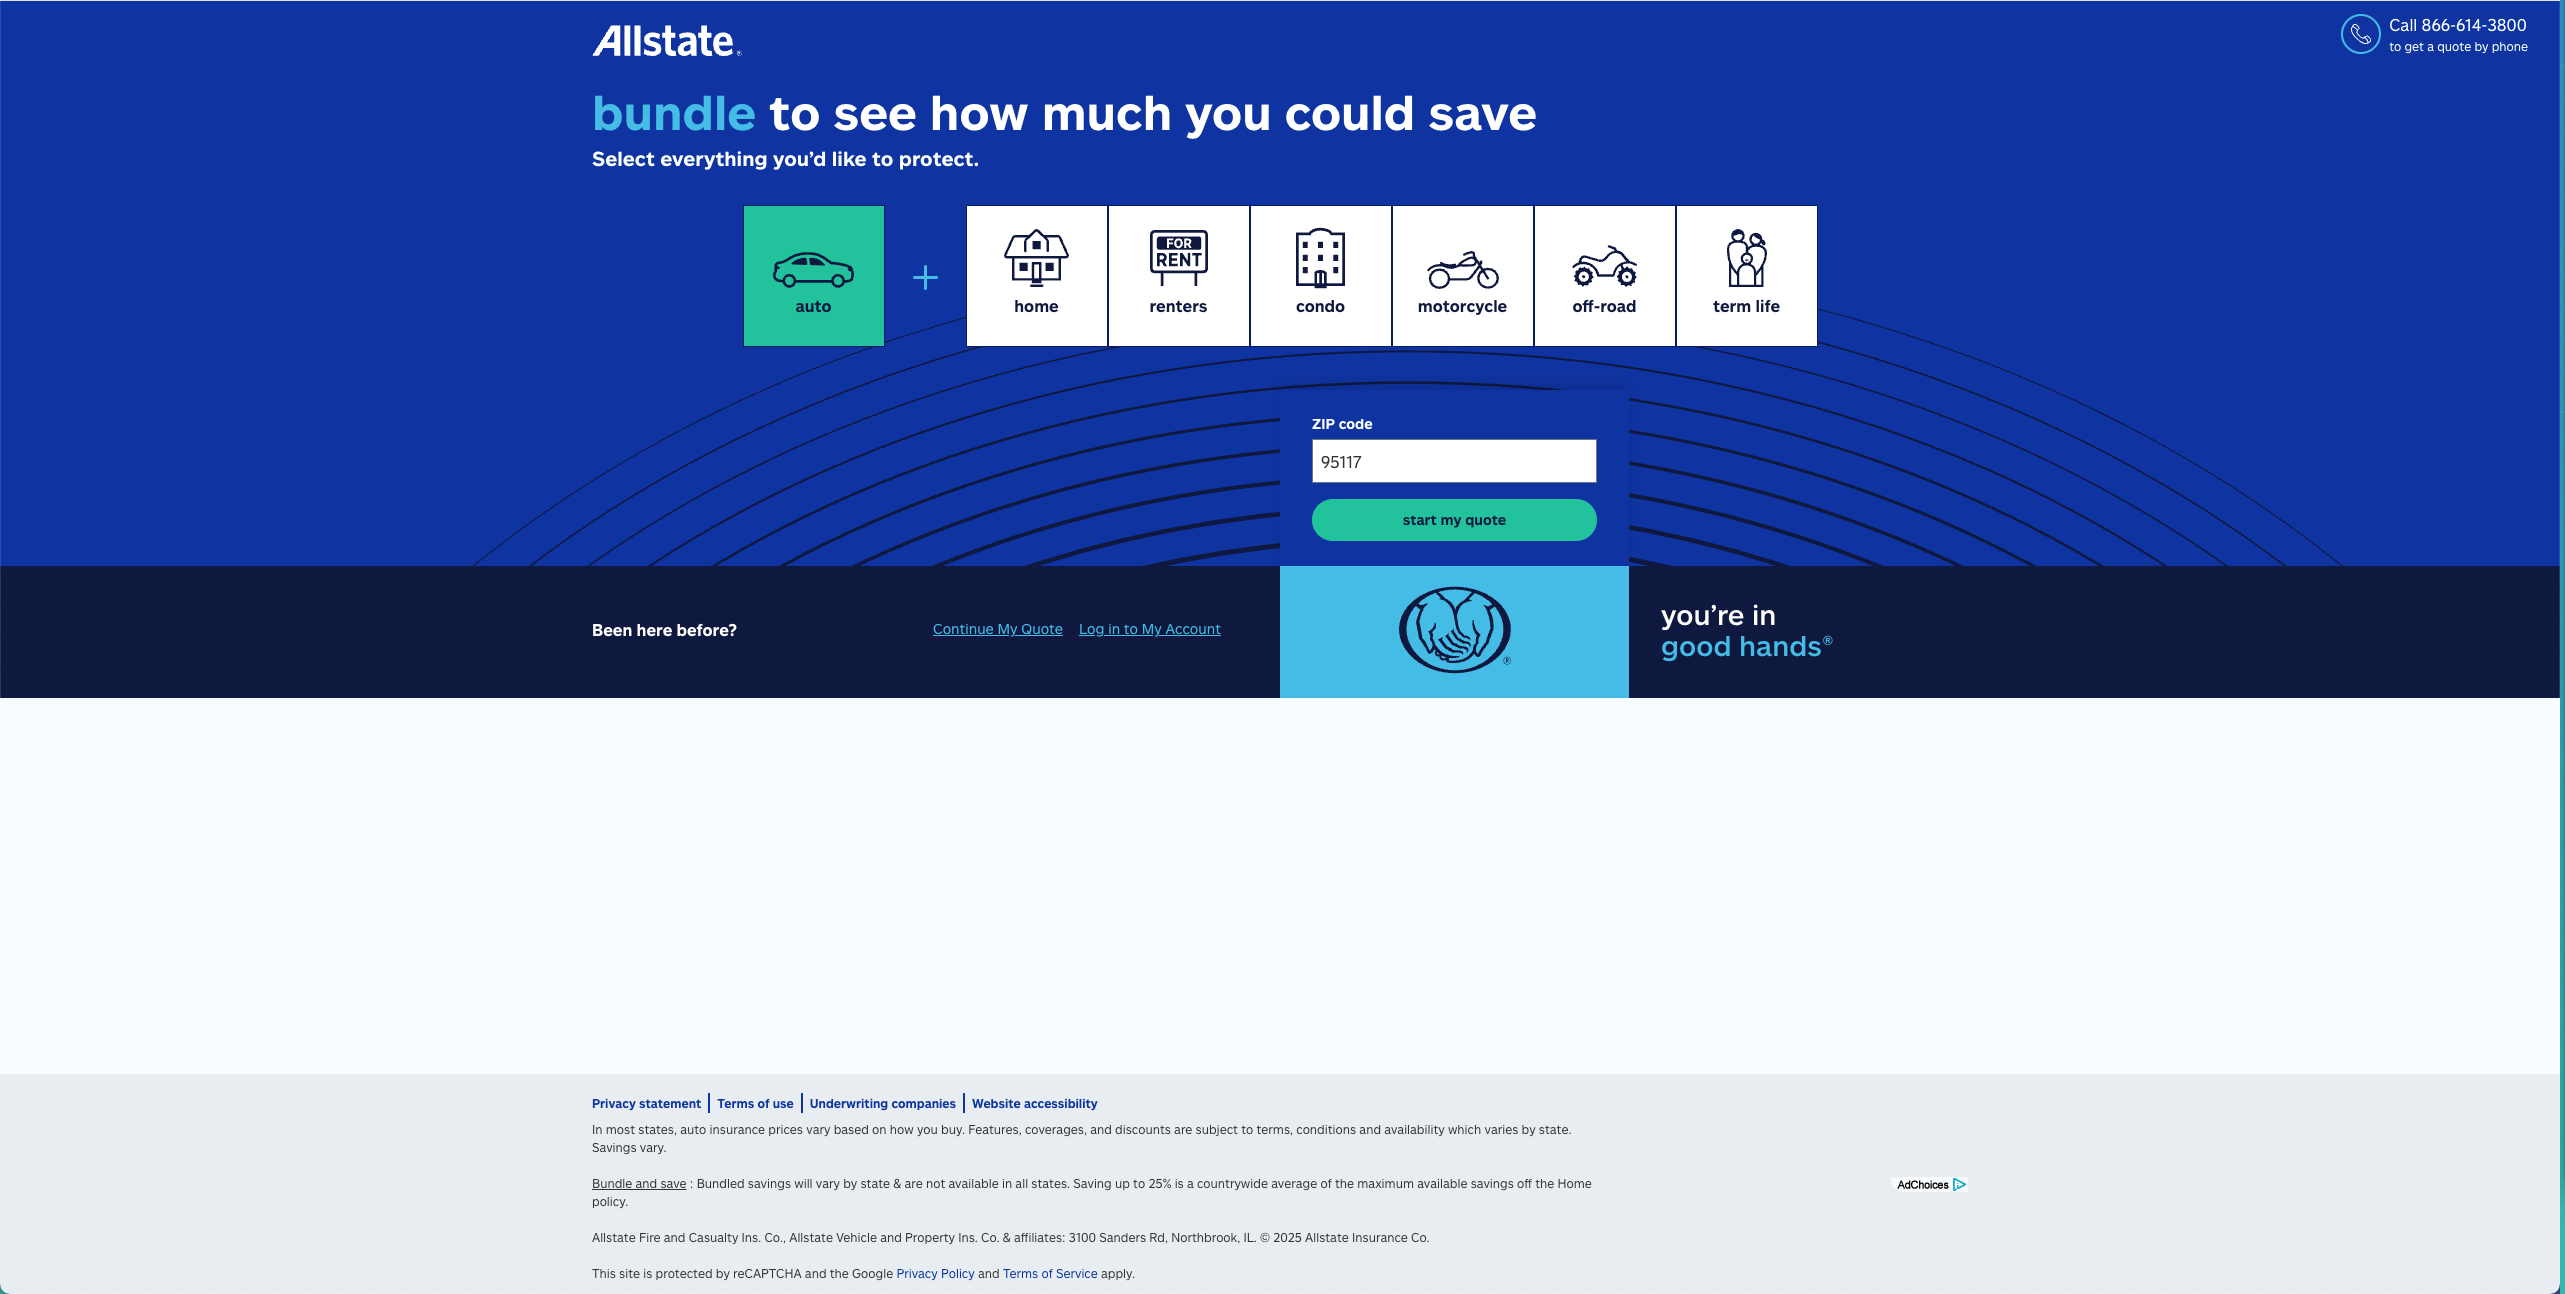 Allstate®
Call 866-614-3800
to get a quote by phone
bundle to see how much you could save
Select everything you’d like to protect.
auto
+
home
FOR
RENT
renters
condo
motorcycle
off-road
term life
ZIP code
95117
start my quote
Been here before?
Continue My Quote
Log in to My Account
®
you’re in
good hands®
Privacy statement | Terms of use | Underwriting companies | Website accessibility
In most states, auto insurance prices vary based on how you buy. Features, coverages, and discounts are subject to terms, conditions and availability which varies by state.
Savings vary.
Bundle and save : Bundled savings will vary by state & are not available in all states. Saving up to 25% is a countrywide average of the maximum available savings off the Home
policy.
AdChoices
Allstate Fire and Casualty Ins. Co., Allstate Vehicle and Property Ins. Co. & affiliates: 3100 Sanders Rd, Northbrook, IL. © 2025 Allstate Insurance Co.
This site is protected by reCAPTCHA and the Google Privacy Policy and Terms of Service apply.